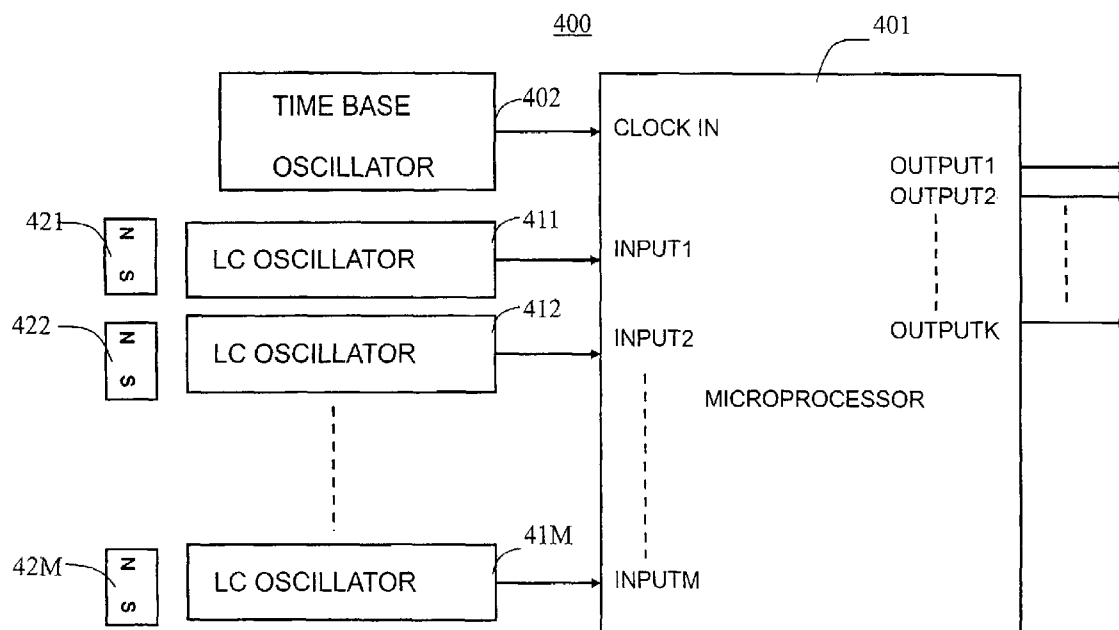 400
401
TIME BASE
OSCILLATOR
402
CLOCK IN
OUTPUT1
OUTPUT2
421
N S
LC OSCILLATOR
411
INPUT1
422
N S
LC OSCILLATOR
412
INPUT2
OUTPUTK
MICROPROCESSOR
42M
N S
LC OSCILLATOR
41M
INPUTM